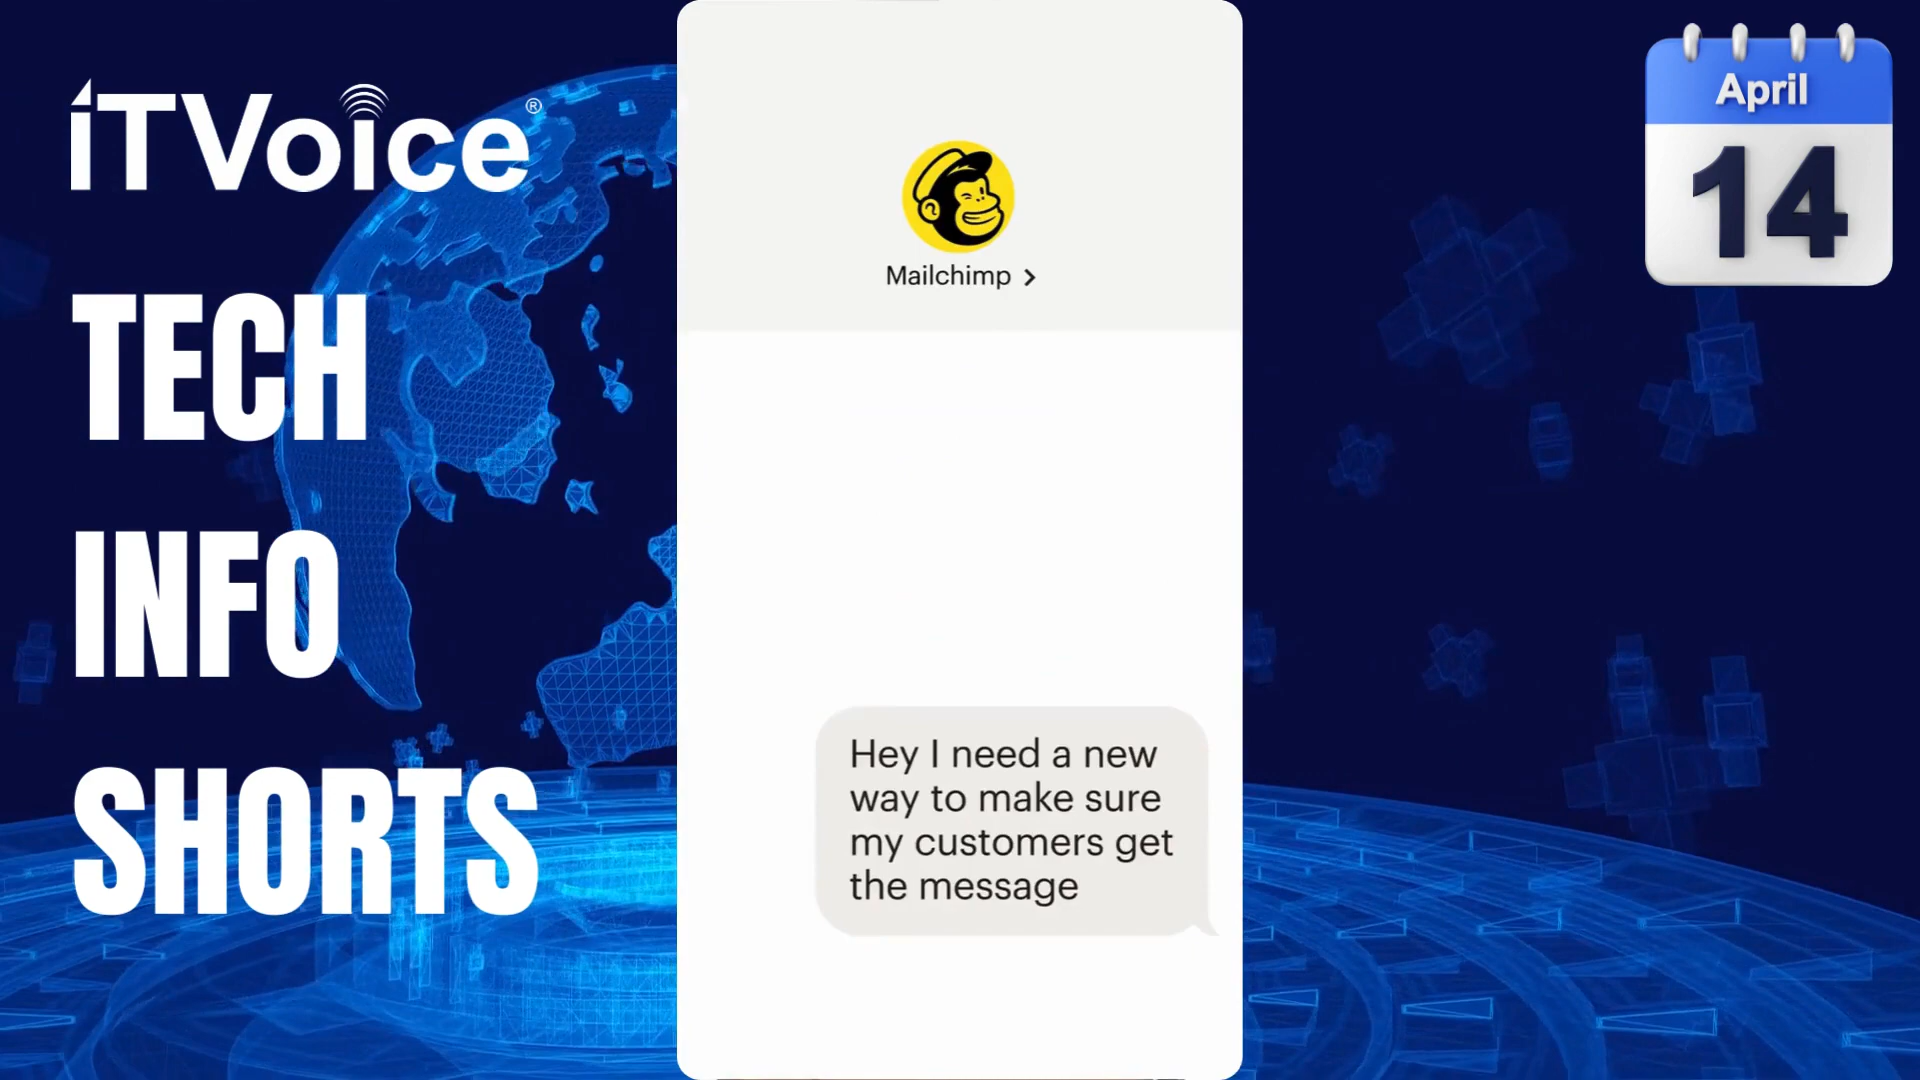 iTVoice®
TECH
INFO
SHORTS
Mailchimp >
Hey I need a new
way to make sure
my customers get
the message
April
14